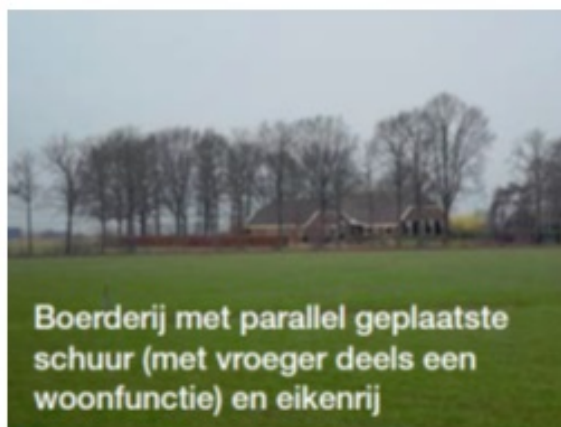 Boerderij met parallel geplaatste
schuur (met vroeger deels een
woonfunctie) en eikenrij